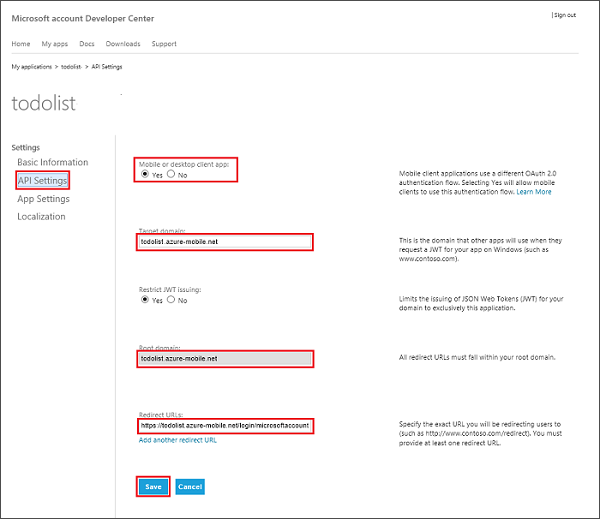 Microsoft account Developer Center
| Sign out
Home My apps Docs Downloads Support
My applications > todolist > API Settings
todolist
Settings
Basic Information
API Settings
App Settings
Localization
Mobile or desktop client app:
Yes No
Mobile client applications use a different OAuth 2.0
authentication flow. Selecting Yes will allow mobile
clients to use this authentication flow. Learn More
Target domain:
todolist.azure-mobile.net
This is the domain that other apps will use when they
request a JWT for your app on Windows (such as
www.contoso.com).
Restrict JWT issuing:
Yes No
Limits the issuing of JSON Web Tokens (JWT) for your
domain to exclusively this application.
Root domain:
todolist.azure-mobile.net
All redirect URLs must fall within your root domain.
Redirect URLs:
https://todolist.azure-mobile.net/login/microsoftaccount
Add another redirect URL
Specify the exact URL you will be redirecting users to
(such as http://www.contoso.com/redirect). You must
provide at least one redirect URL.
Save Cancel